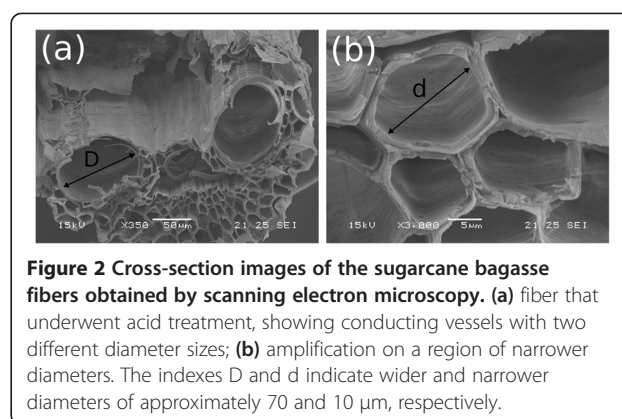 (a)
D
15kV X350 50µm 21 25 SEI
(b)
d
15kV X3,000 5µm 21 25 SEI
Figure 2 Cross-section images of the sugarcane bagasse
fibers obtained by scanning electron microscopy. (a) fiber that
underwent acid treatment, showing conducting vessels with two
different diameter sizes; (b) amplification on a region of narrower
diameters. The indexes D and d indicate wider and narrower
diameters of approximately 70 and 10 µm, respectively.